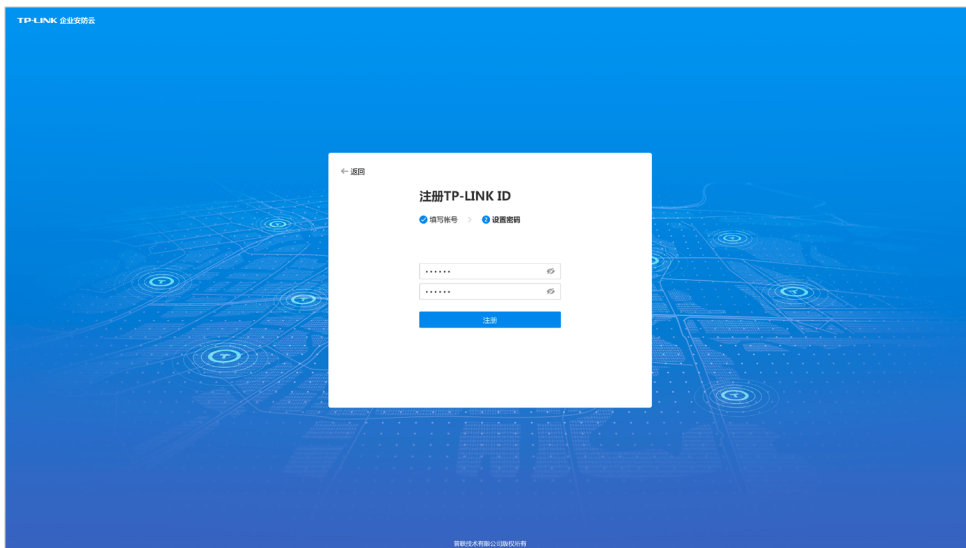 TP-LINK 企业安防云
← 返回
注册TP-LINK ID
填写帐号 > 2 设置密码
••••••
••••••
注册
普联技术有限公司版权所有